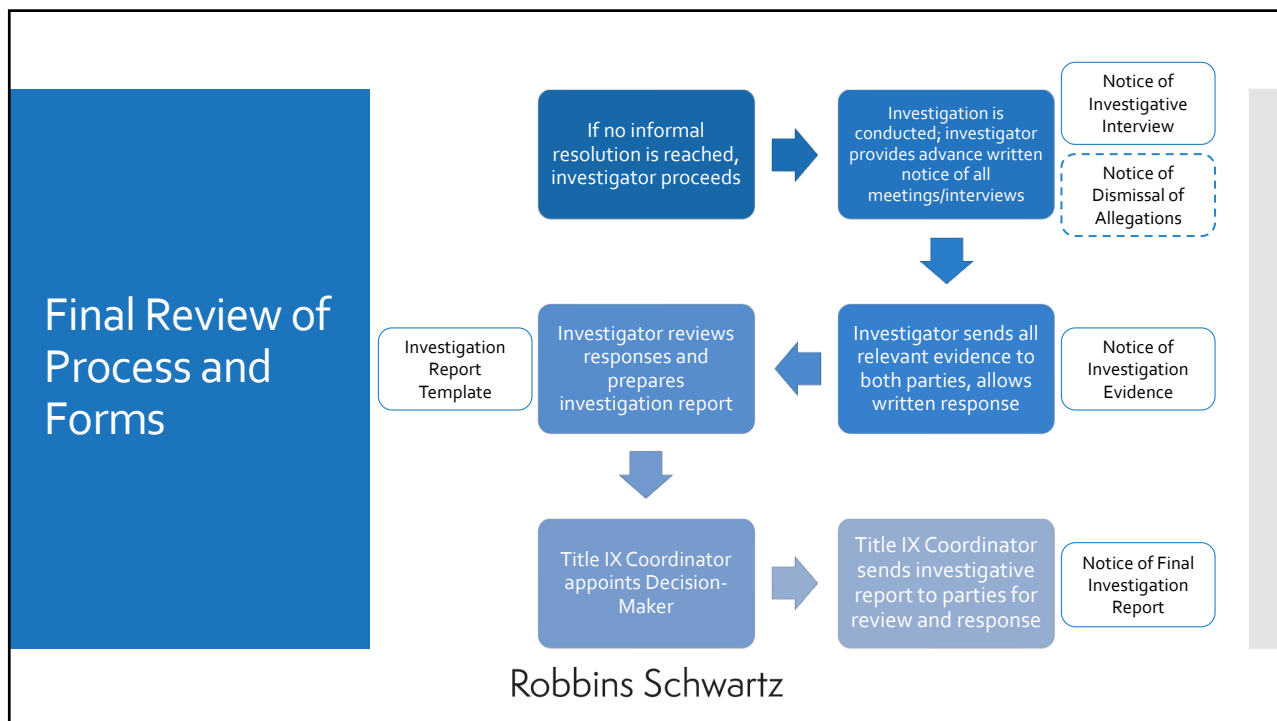 Final Review of
Process and
Forms
If no informal
resolution is reached,
investigator proceeds
Investigation is
conducted; investigator
provides advance written
notice of all
meetings/interviews
Notice of
Investigative
Interview
Notice of
Dismissal of
Allegations
Investigator sends all
relevant evidence to
both parties, allows
written response
Notice of
Investigation
Evidence
Investigator reviews
responses and
prepares
investigation report
Investigation
Report
Template
Title IX Coordinator
appoints Decision-
Maker
Title IX Coordinator
sends investigative
report to parties for
review and response
Notice of Final
Investigation
Report
Robbins Schwartz